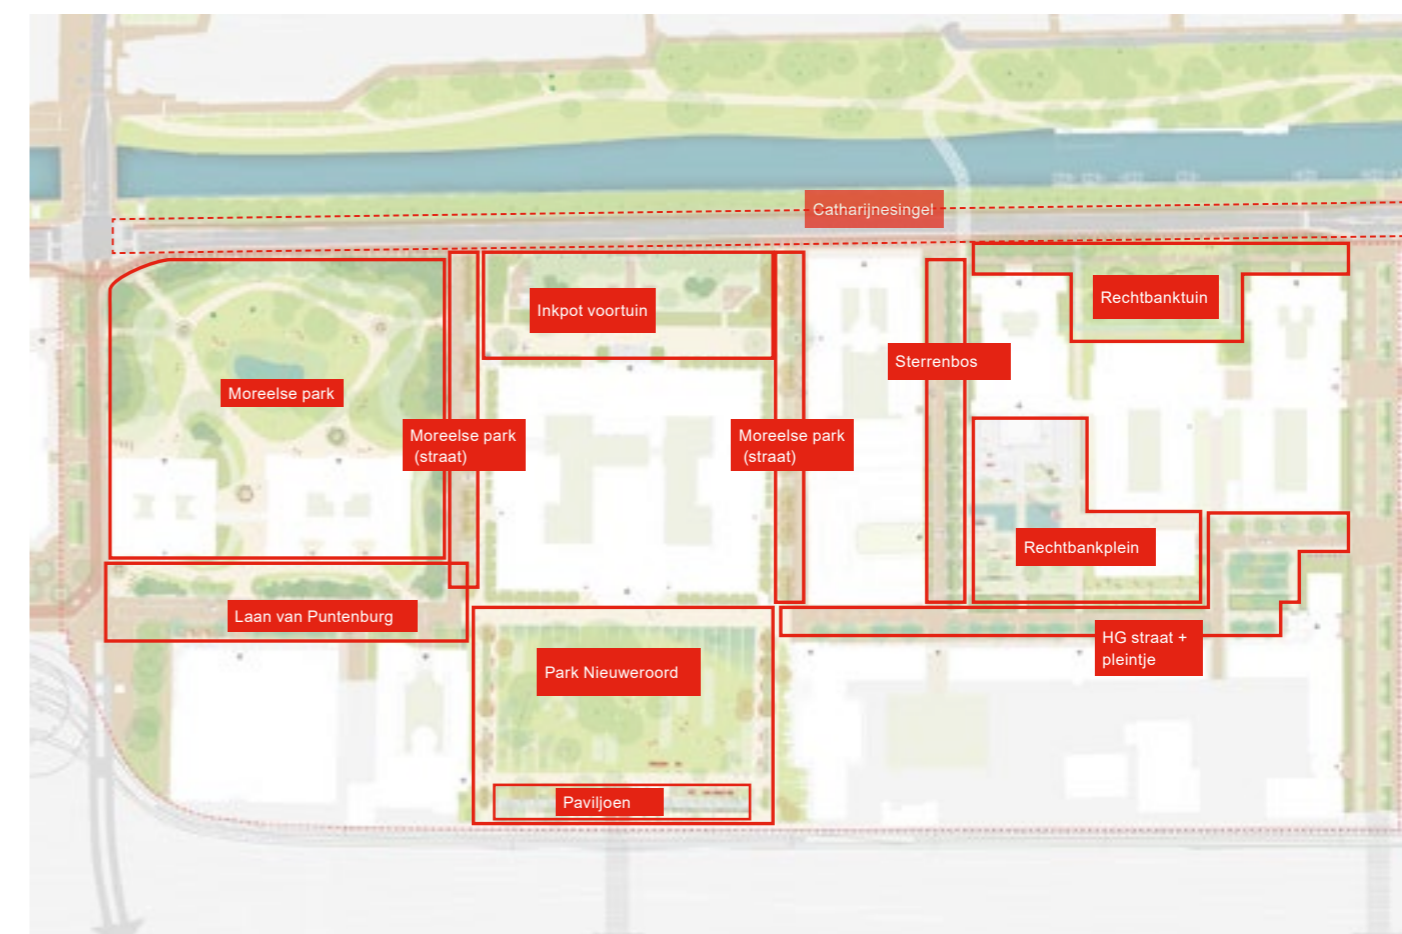 Catharijnesingel
Rechtbanktuin
Inkpot voortuin
Sterrenbos
Moreelse park
Moreelse park
(straat)
Moreelse park
(straat)
Rechtbankplein
Laan van Puntenburg
HG straat +
pleintje
Park Nieuweroord
Paviljoen